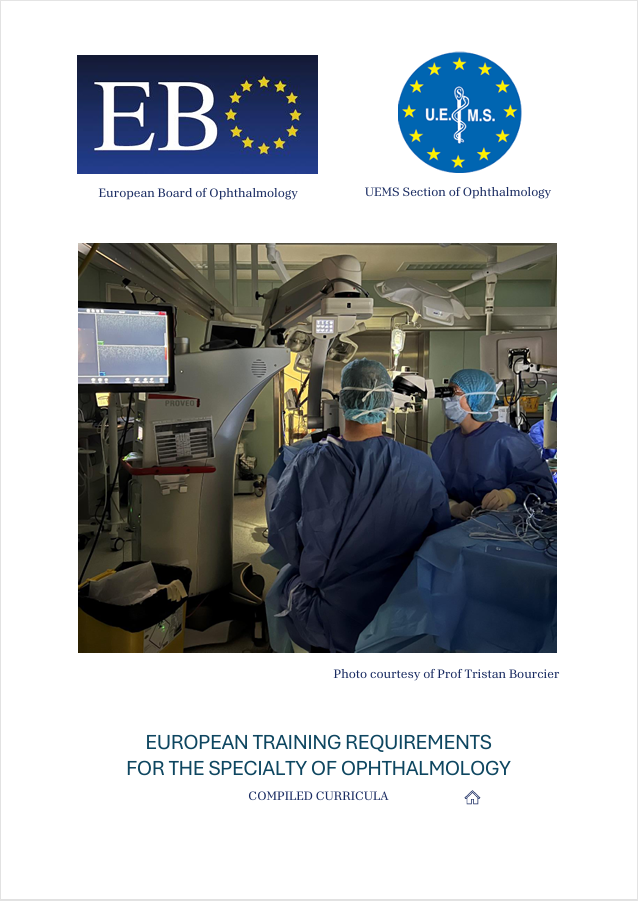 EBO
U.E.M.S.
European Board of Ophthalmology
UEMS Section of Ophthalmology
PROVEO
Photo courtesy of Prof Tristan Bourcier
EUROPEAN TRAINING REQUIREMENTS
FOR THE SPECIALTY OF OPHTHALMOLOGY
COMPILED CURRICULA